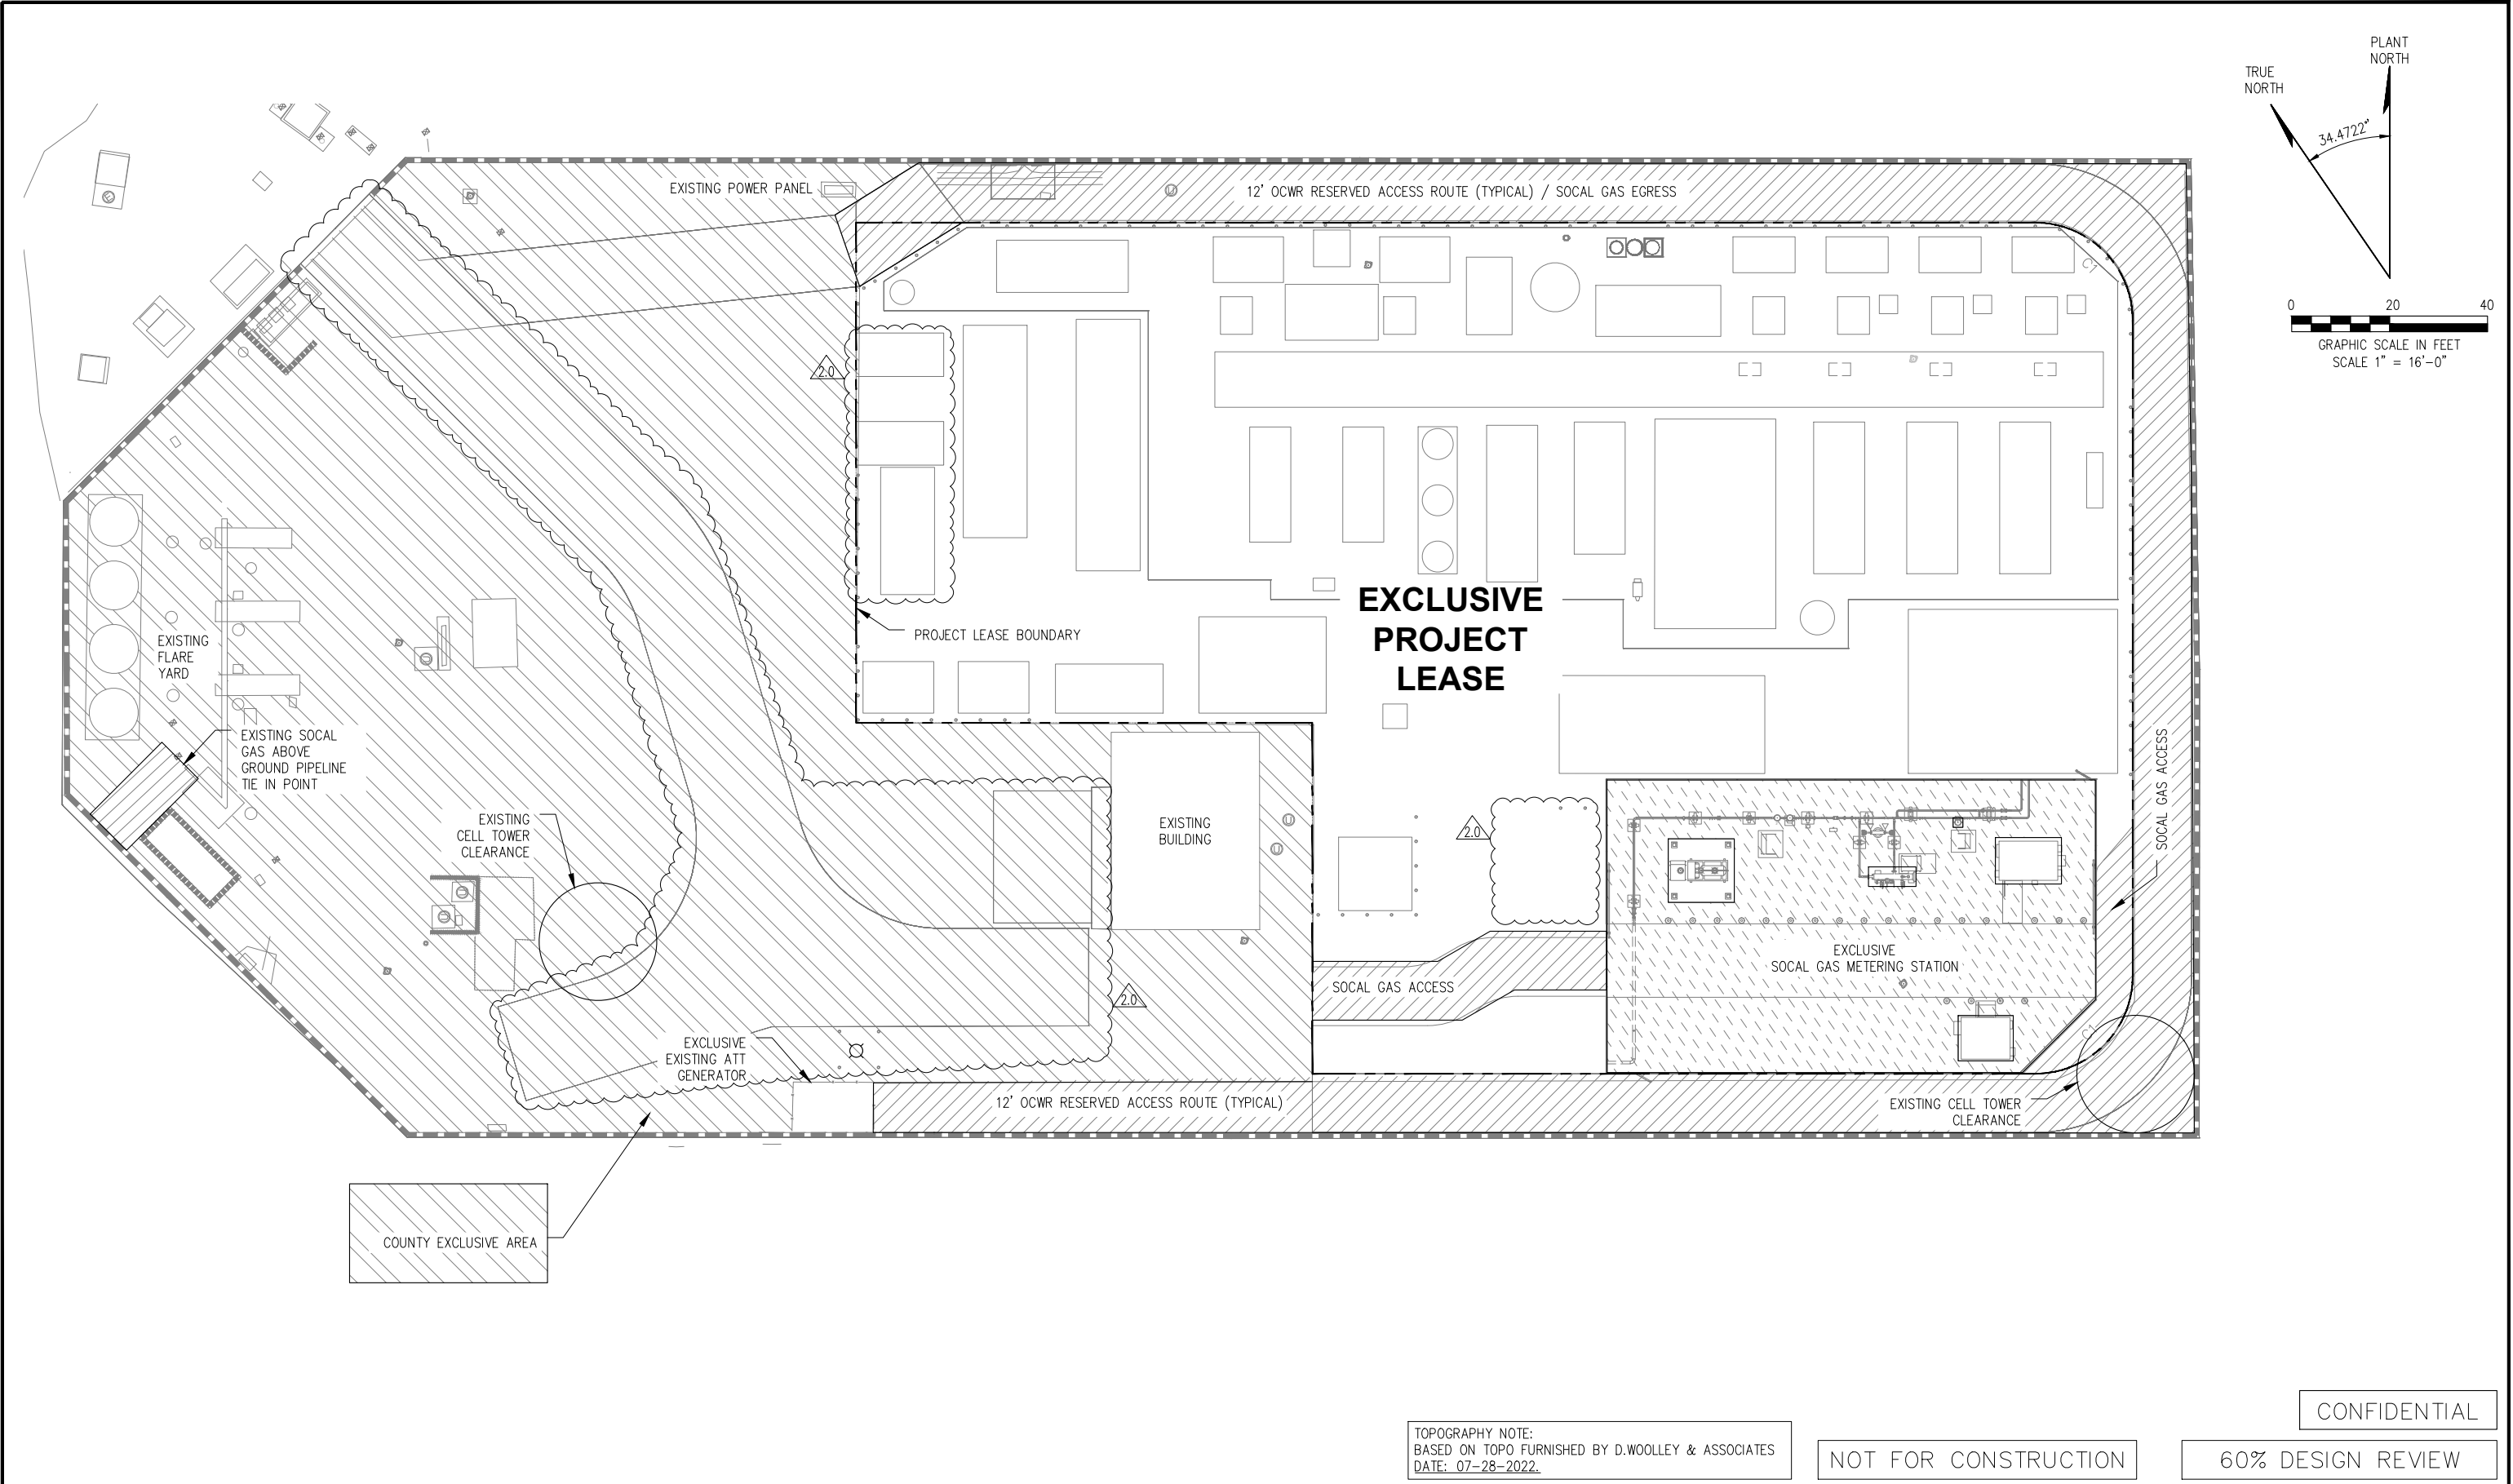 PLANT
NORTH
TRUE
NORTH
34.4722°
0 20 40
GRAPHIC SCALE IN FEET
SCALE 1" = 16'-0"
EXISTING POWER PANEL
12' OCWR RESERVED ACCESS ROUTE (TYPICAL) / SOCAL GAS EGRESS
C1
2.0
EXCLUSIVE
PROJECT
LEASE
PROJECT LEASE BOUNDARY
EXISTING
FLARE
YARD
EXISTING SOCAL
GAS ABOVE
GROUND PIPELINE
TIE IN POINT
EXISTING
CELL TOWER
CLEARANCE
EXISTING
BUILDING
2.0
SOCAL GAS ACCESS
EXCLUSIVE
SOCAL GAS METERING STATION
SOCAL GAS ACCESS
2.0
C1
EXCLUSIVE
EXISTING ATT
GENERATOR
12' OCWR RESERVED ACCESS ROUTE (TYPICAL)
EXISTING CELL TOWER
CLEARANCE
COUNTY EXCLUSIVE AREA
TOPOGRAPHY NOTE:
BASED ON TOPO FURNISHED BY D.WOOLLEY & ASSOCIATES
DATE: 07-28-2022.
NOT FOR CONSTRUCTION
CONFIDENTIAL
60% DESIGN REVIEW